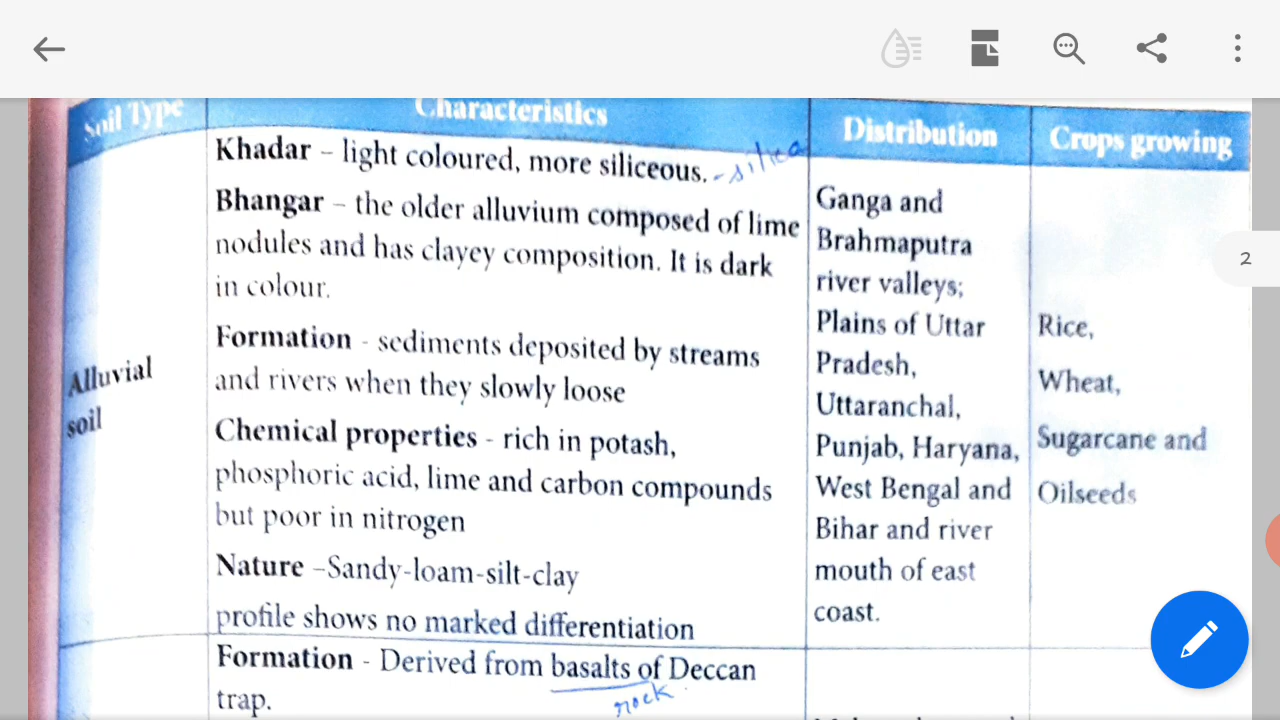 2
Soil Type
Characteristics
Distribution
Crops growing
Alluvial
soil
Khadar – light coloured, more siliceous. - silica
Bhangar – the older alluvium composed of lime
nodules and has clayey composition. It is dark
in colour.
Formation - sediments deposited by streams
and rivers when they slowly loose
Chemical properties - rich in potash,
phosphoric acid, lime and carbon compounds
but poor in nitrogen
Nature –Sandy-loam-silt-clay
profile shows no marked differentiation
Ganga and
Brahmaputra
river valleys;
Plains of Uttar
Pradesh,
Uttaranchal,
Punjab, Haryana,
West Bengal and
Bihar and river
mouth of east
coast.
Rice,
Wheat,
Sugarcane and
Oilseeds
Formation - Derived from basalts of Deccan
trap.
rock